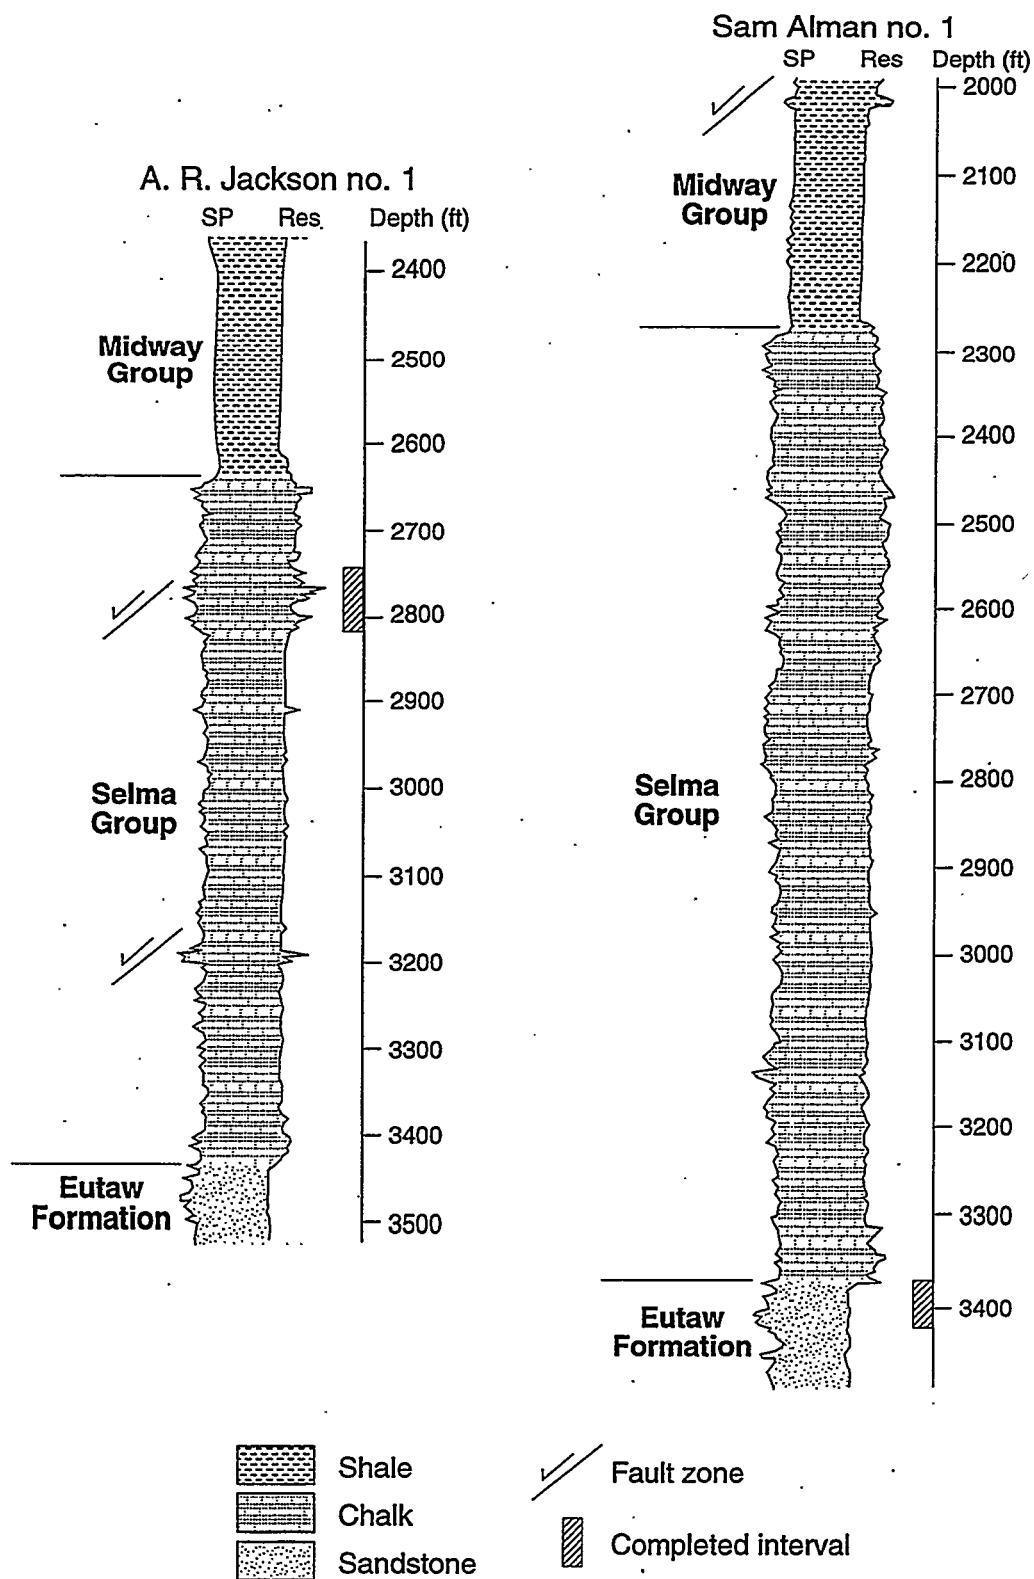 Sam Alman no. 1
SP Res Depth (ft)
2000
2100
Midway
Group
2200
2300
2400
2500
2600
2700
Selma
Group
2800
2900
3000
3100
3200
3300
Eutaw
Formation
3400
A. R. Jackson no. 1
SP Res Depth (ft)
2400
Midway
Group
2500
2600
2700
2800
2900
Selma
Group
3000
3100
3200
3300
3400
Eutaw
Formation
3500
Shale
Chalk
Sandstone
Fault zone
Completed interval